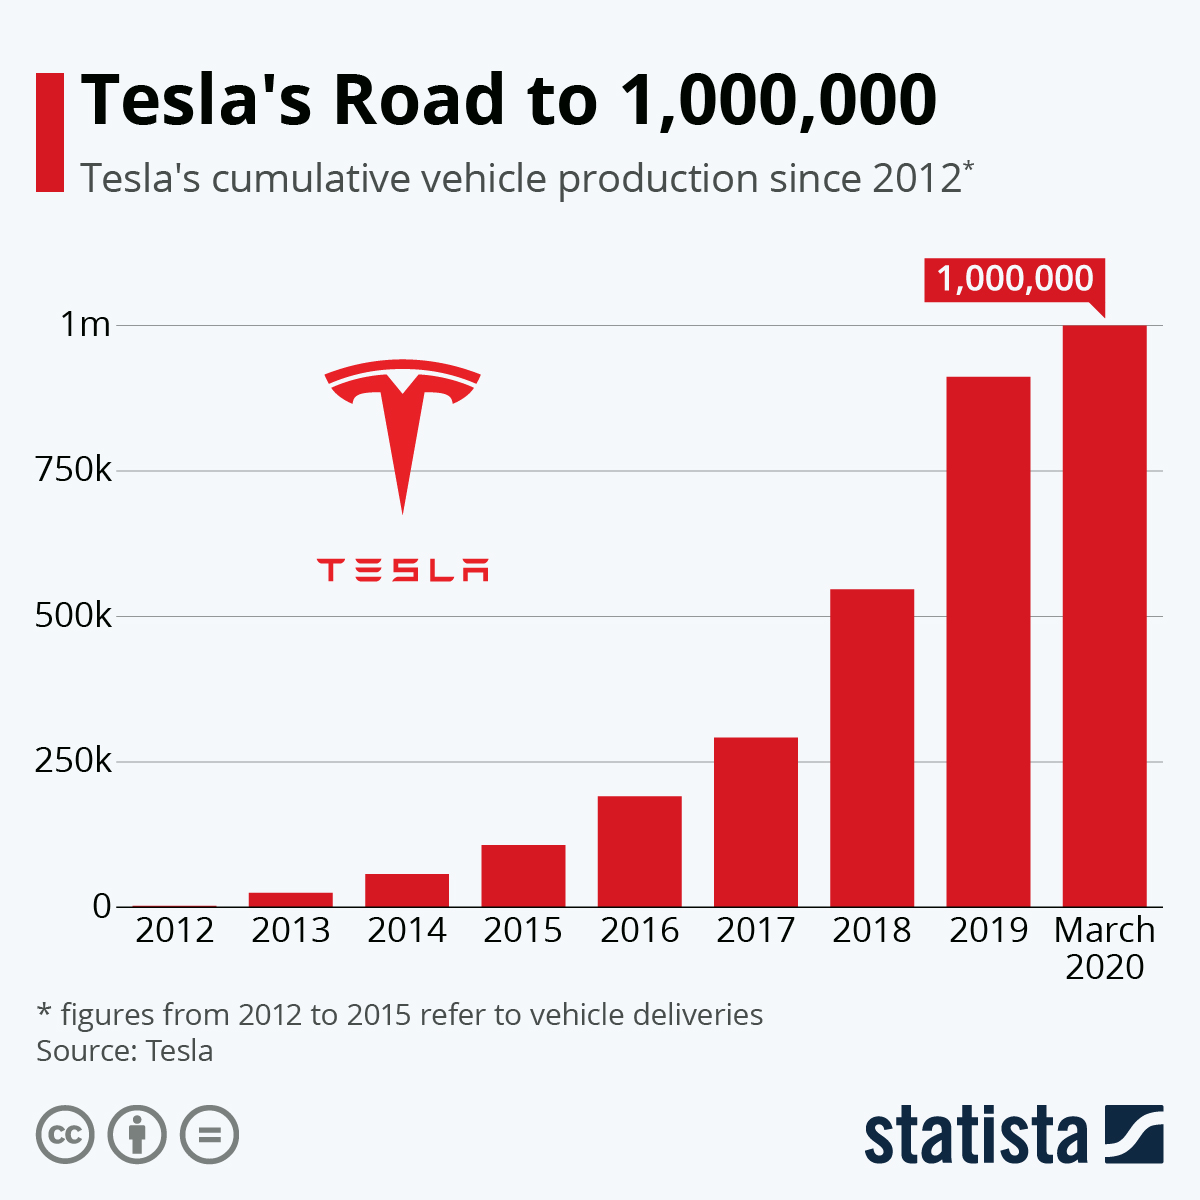 Tesla's Road to 1,000,000
Tesla's cumulative vehicle production since 2012*
1,000,000
1m
750k
500k
250k
0
TESLA
2012 2013 2014 2015 2016 2017 2018 2019 March 2020
* figures from 2012 to 2015 refer to vehicle deliveries
Source: Tesla
cc
statista